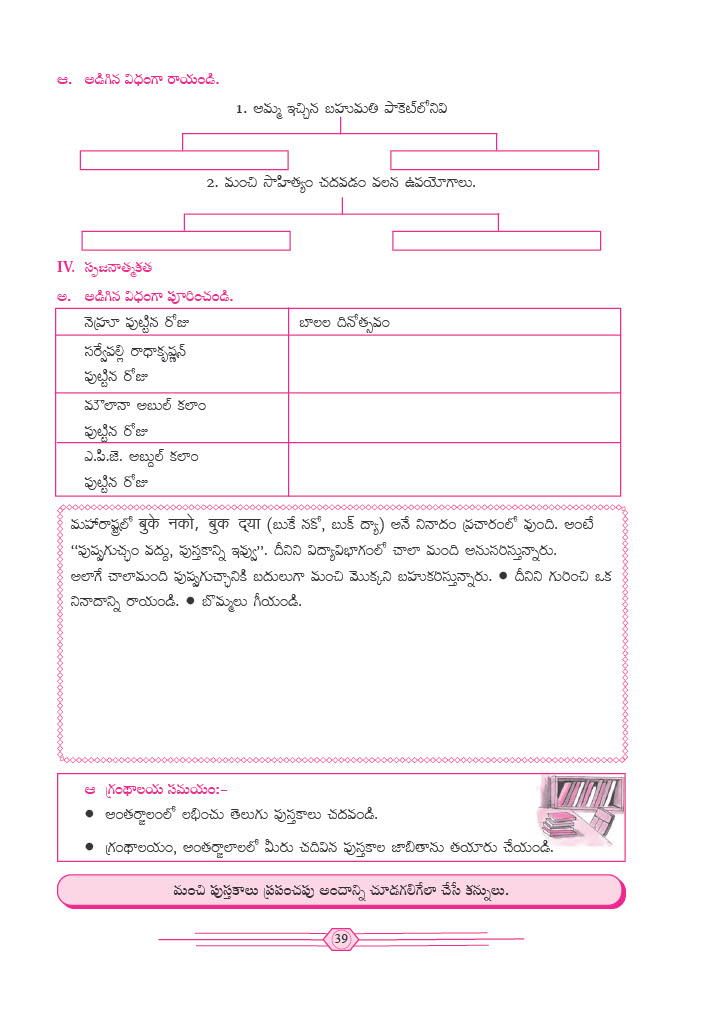 ఆ. అడిగిన విధంగా రాయండి.
1. అమ్మ ఇచ్చిన బహుమతి పాకెట్‌లోనివి
2. మంచి సాహిత్యం చదవడం వలన ఉపయోగాలు.
IV. సృజనాత్మకత
అ. అడిగిన విధంగా పూరించండి.
నెహ్రూ పుట్టిన రోజు బాలల దినోత్సవం
సర్వేపల్లి రాధాకృష్ణన్
పుట్టిన రోజు
మౌలానా అబుల్ కలాం
పుట్టిన రోజు
ఎ.పి.జె. అబ్దుల్ కలాం
పుట్టిన రోజు
మహారాష్ట్రలో बुके नको, बुक द्‌या (బుకే నకో, బుక్ ద్యా) అనే నినాదం ప్రచారంలో వుంది. అంటే
“పుష్పగుచ్ఛం వద్దు, పుస్తకాన్ని ఇవ్వు”. దీనిని విద్యావిభాగంలో చాలా మంది అనుసరిస్తున్నారు.
అలాగే చాలామంది పుష్పగుచ్ఛానికి బదులుగా మంచి మొక్కని బహుకరిస్తున్నారు. ● దీనిని గురించి ఒక
నినాదాన్ని రాయండి. ● బొమ్మలు గీయండి.
ఆ గ్రంథాలయ సమయం:–
● అంతర్జాలంలో లభించు తెలుగు పుస్తకాలు చదవండి.
● గ్రంథాలయం, అంతర్జాలాలలో మీరు చదివిన పుస్తకాల జాబితాను తయారు చేయండి.
మంచి పుస్తకాలు ప్రపంచపు అందాన్ని చూడగలిగేలా చేసే కన్నులు.
39